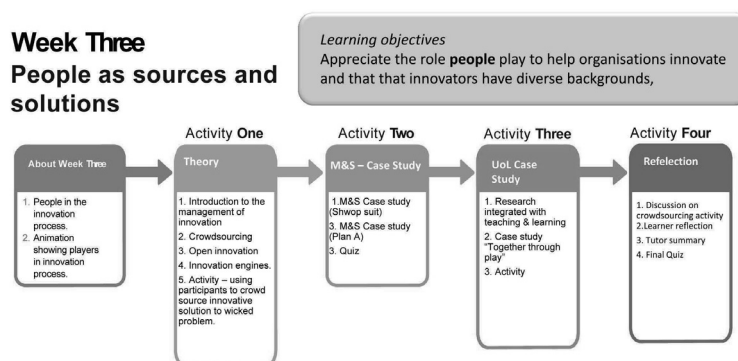 Week Three
People as sources and
solutions
Learning objectives
Appreciate the role people play to help organisations innovate
and that that innovators have diverse backgrounds,
About Week Three
1. People in the
innovation
process.
2. Animation
showing players
in innovation
process.
Activity One
Theory
1. Introduction to the
management of
innovation
2. Crowdsourcing
3. Open innovation
4. Innovation engines.
5. Activity – using
participants to crowd
source innovative
solution to wicked
problem.
Activity Two
M&S – Case Study
1.M&S Case study
(Shwop suit)
3. M&S Case study
(Plan A)
3. Quiz
Activity Three
UoL Case
Study
1. Research
integrated with
teaching & learning
2. Case study
"Together through
play"
3. Activity
Activity Four
Refelection
1. Discussion on
crowdsourcing activity
2.Learner reflection
3. Tutor summary
4. Final Quiz